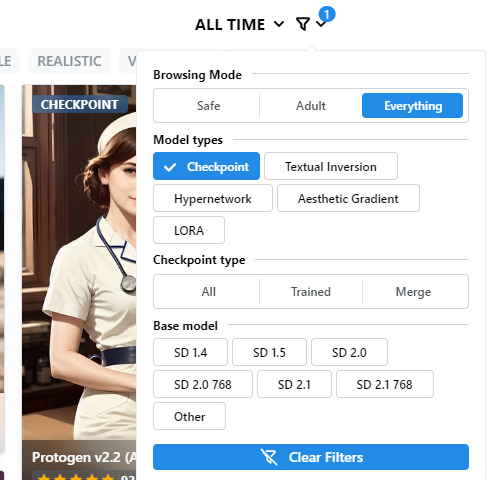 ALL TIME
1
LE
REALISTIC
V
CHECKPOINT
Browsing Mode
Safe
Adult
Everything
Model types
Checkpoint
Textual Inversion
Hypernetwork
Aesthetic Gradient
LORA
Checkpoint type
All
Trained
Merge
Base model
SD 1.4
SD 1.5
SD 2.0
SD 2.0 768
SD 2.1
SD 2.1 768
Other
Clear Filters
Protogen v2.2 (A